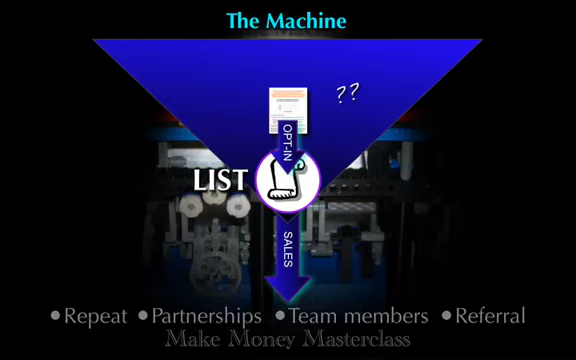 The Machine
??
OPT-IN
LIST
SALES
• Repeat • Partnerships • Team members • Referral
Make Money Masterclass